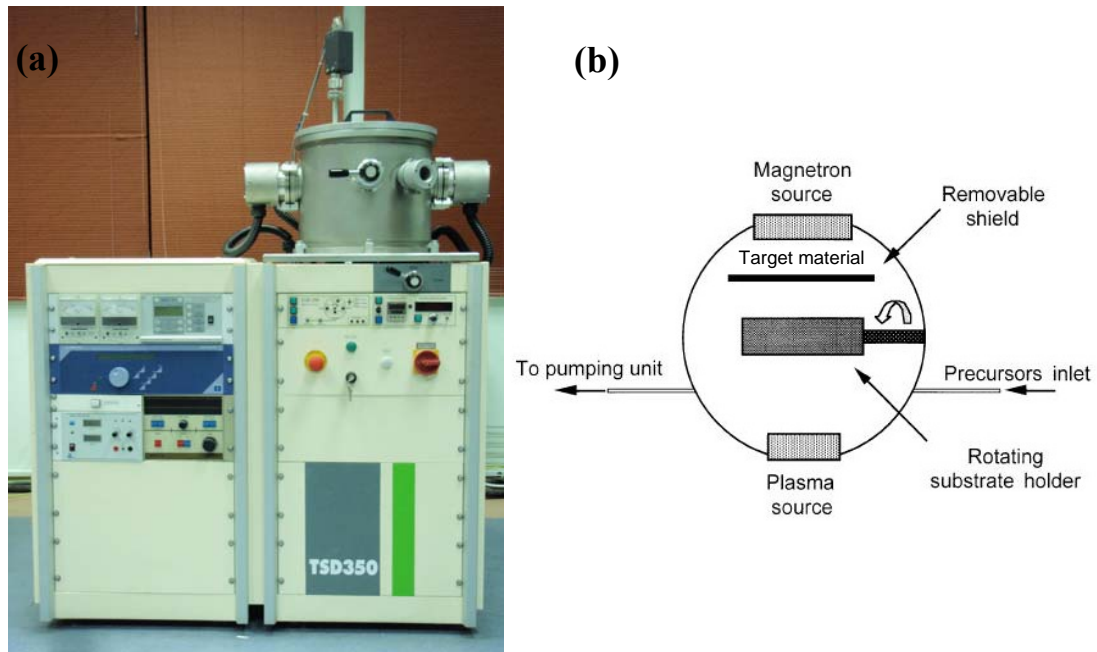 (a)
TSD350
(b)
Magnetron
source
Removable
shield
Target material
To pumping unit
Precursors inlet
Rotating
substrate holder
Plasma
source